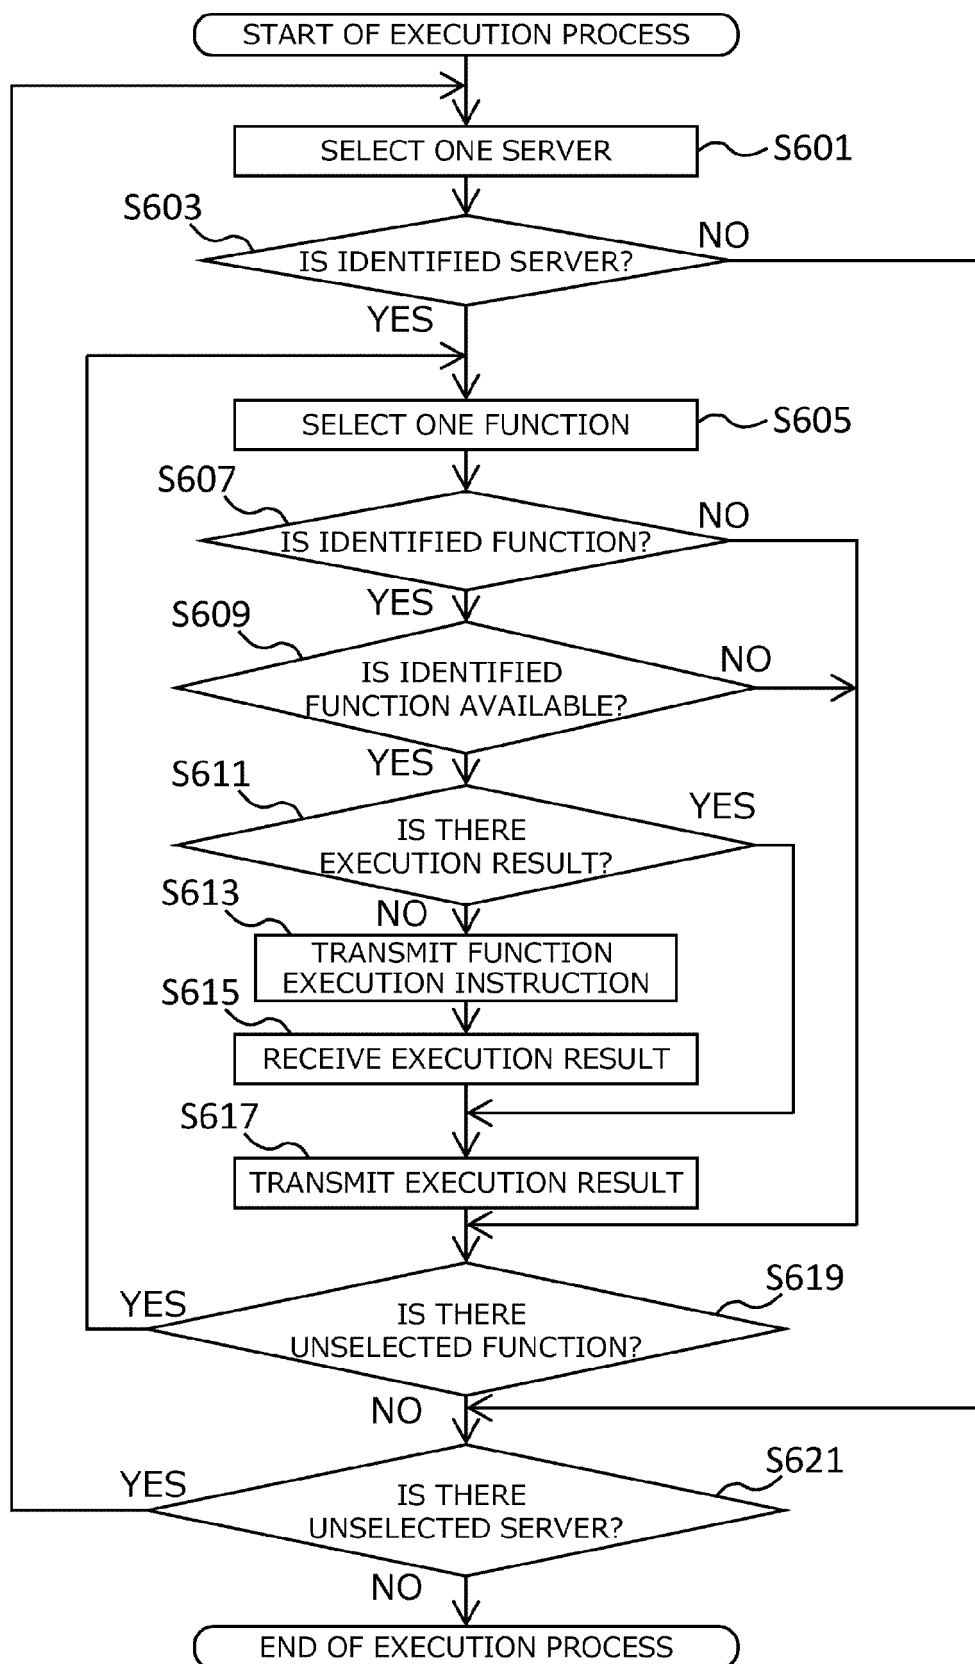 START OF EXECUTION PROCESS
SELECT ONE SERVER
S601
S603
IS IDENTIFIED SERVER?
NO
YES
SELECT ONE FUNCTION
S605
S607
IS IDENTIFIED FUNCTION?
NO
YES
S609
IS IDENTIFIED
FUNCTION AVAILABLE?
NO
YES
S611
IS THERE
EXECUTION RESULT?
YES
NO
S613
TRANSMIT FUNCTION
EXECUTION INSTRUCTION
S615
RECEIVE EXECUTION RESULT
S617
TRANSMIT EXECUTION RESULT
S619
YES
IS THERE
UNSELECTED FUNCTION?
NO
S621
YES
IS THERE
UNSELECTED SERVER?
NO
END OF EXECUTION PROCESS